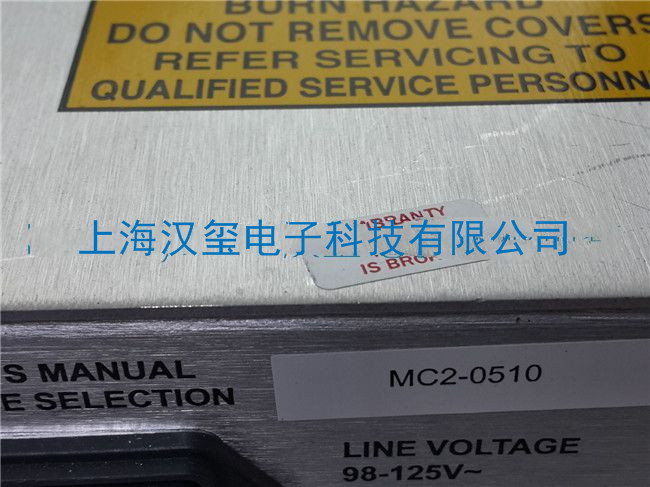 BURN HAZARD
DO NOT REMOVE COVERS
REFER SERVICING TO
QUALIFIED SERVICE PERSONN
上海汉玺电子科技有限公司
IS BRO
S MANUAL
E SELECTION
MC2-0510
LINE VOLTAGE
98-125V~